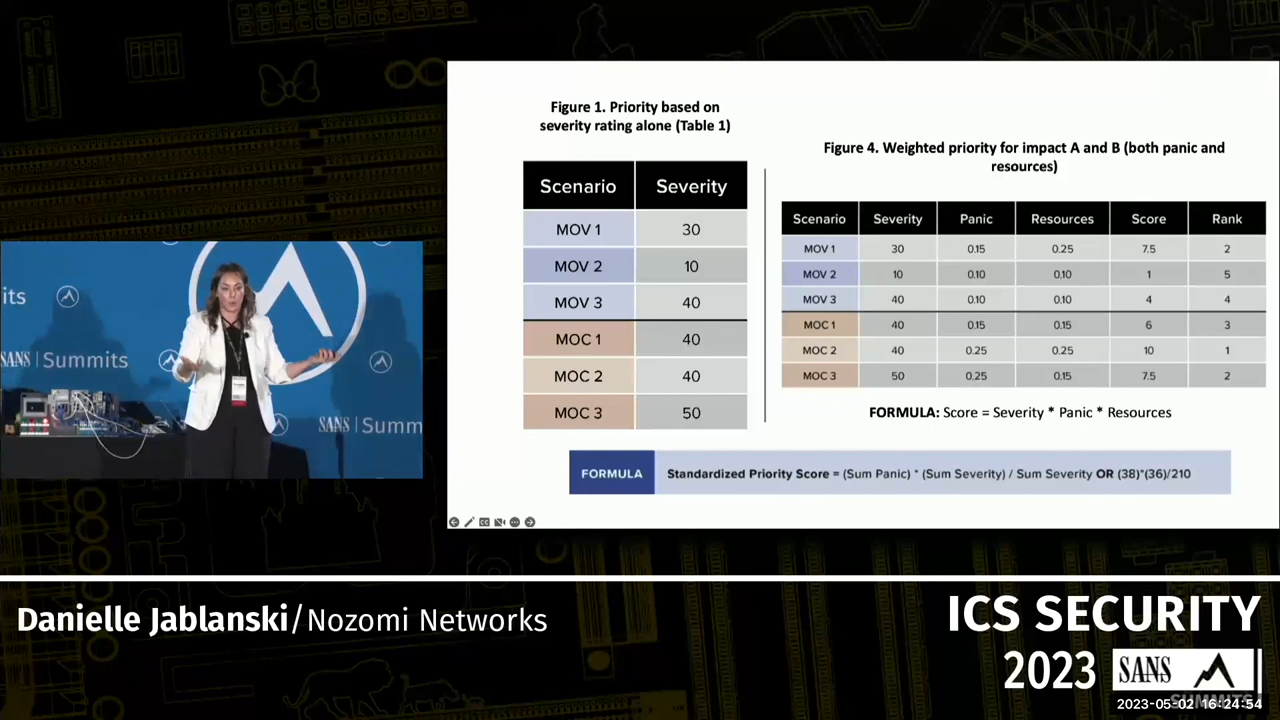 its
SANS | Summits
SANS | Summ
Figure 1. Priority based on
severity rating alone (Table 1)
Scenario Severity
MOV 1 30
MOV 2 10
MOV 3 40
MOC 1 40
MOC 2 40
MOC 3 50
Figure 4. Weighted priority for impact A and B (both panic and
resources)
Scenario Severity Panic Resources Score Rank
MOV 1 30 0.15 0.25 7.5 2
MOV 2 10 0.10 0.10 1 5
MOV 3 40 0.10 0.10 4 4
MOC 1 40 0.15 0.15 6 3
MOC 2 40 0.25 0.25 10 1
MOC 3 50 0.25 0.15 7.5 2
FORMULA: Score = Severity * Panic * Resources
FORMULA Standardized Priority Score = (Sum Panic) * (Sum Severity) / Sum Severity OR (38)*(36)/210
Danielle Jablanski/Nozomi Networks
ICS SECURITY
2023 SANS
SUMMITS
2023-05-02 16:24:54